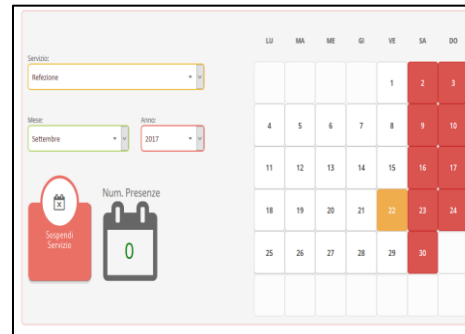 Servizio:
Refezione
Mese:
Anno:
Settembre
2017
Sospendi
Servizio
Num. Presenze
0
LU MA ME GI VE SA DO
1 2 3
4 5 6 7 8 9 10
11 12 13 14 15 16 17
18 19 20 21 22 23 24
25 26 27 28 29 30